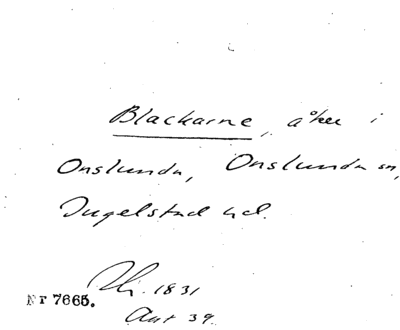 Blackarne, åker i
Onslunda, Onslunda sn,
Ingelstad hd.
1831
Nr 7665.
Akt 39.